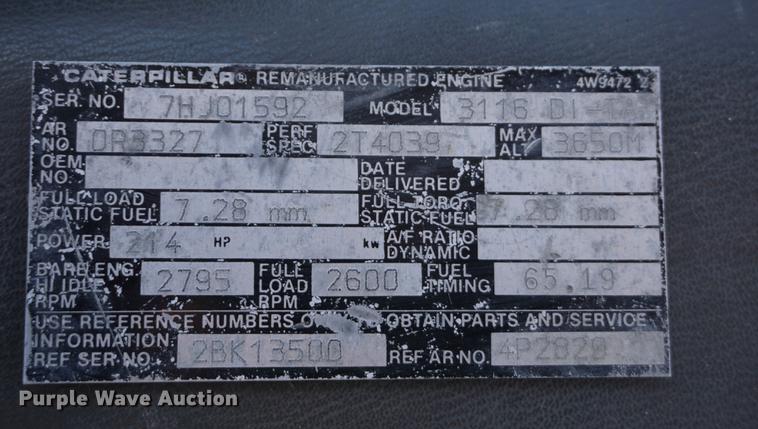 CATERPILLAR® REMANUFACTURED ENGINE 4W9472
SER. NO. 7HJ01592 MODEL 3116 DI-
AR NO. 0R3327 PERF SPEC 2T4039 MAX ALT 3650M
OEM NO. DATE DELIVERED
FULL LOAD STATIC FUEL 7.28 mm FULL TORQ. STATIC FUEL 7.28 mm
POWER 214 HP kw A/F RATIO DYNAMIC
BARE ENG. HI IDLE RPM 2795 FULL LOAD RPM 2600 FUEL TIMING 65.19
USE REFERENCE NUMBERS OBTAIN PARTS AND SERVICE
INFORMATION
REF SER NO. 2BK13500 REF AR NO. 4P2828
Purple Wave Auction